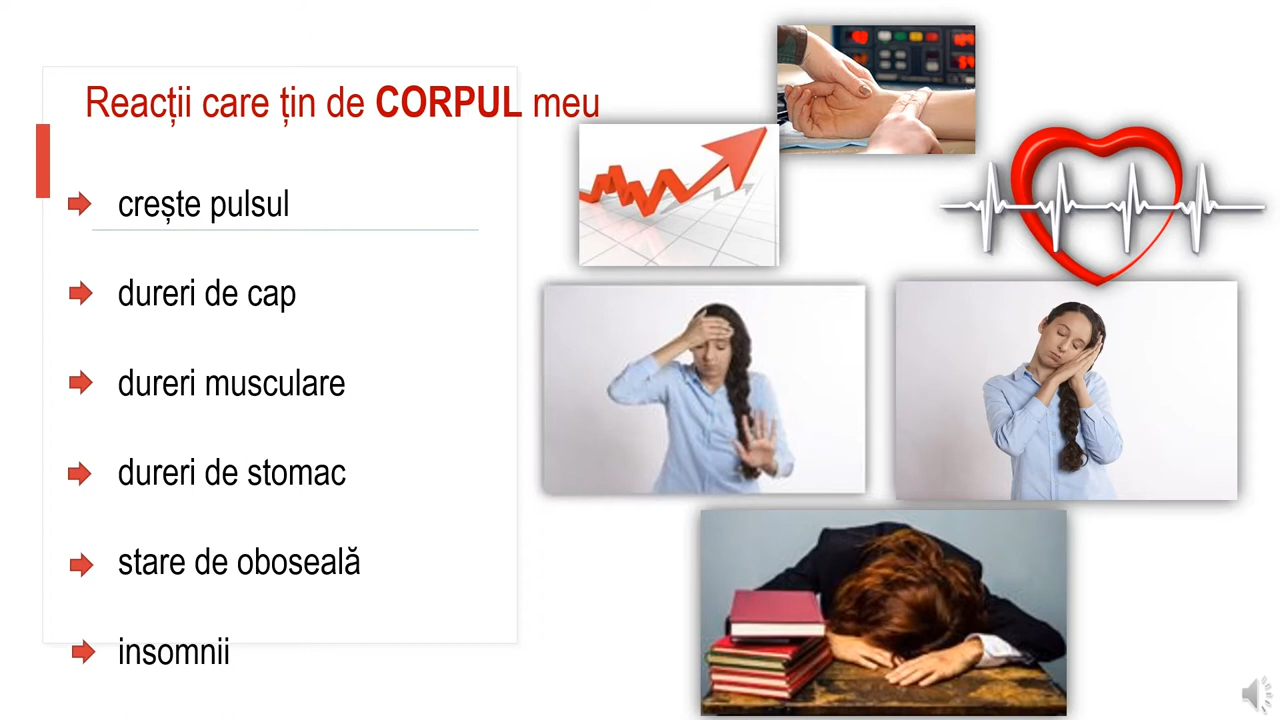 Reacții care țin de CORPUL meu
crește pulsul
dureri de cap
dureri musculare
dureri de stomac
stare de oboseală
insomnii